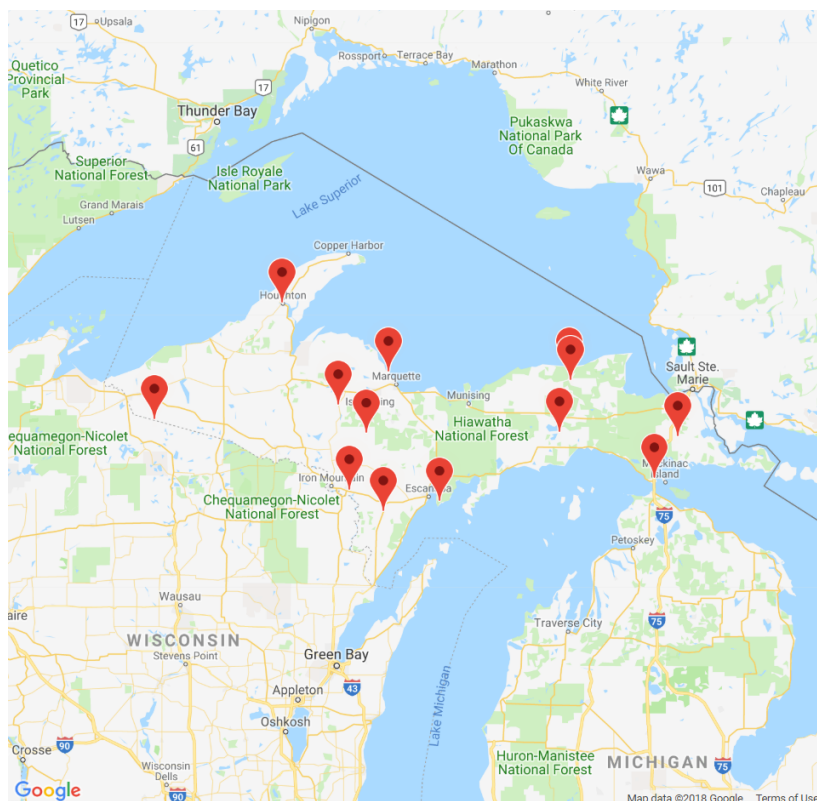 17
Upsala
Nipigon
Quetico
Provincial
Park
Rossport
Terrace Bay
Marathon
17
White River
Thunder Bay
Pukaskwa
National Park
Of Canada
61
Superior
National Forest
Isle Royale
National Park
Wawa
101
Chapleau
Grand Marais
Lutsen
Lake Superior
Copper Harbor
Houghton
Sault Ste.
Marie
Marquette
Munising
Hiawatha
National Forest
equamegon-Nicolet
National Forest
Iron Mountain
Escanaba
Chequamegon-Nicolet
National Forest
75
Petoskey
Wausau
aire
WISCONSIN
Stevens Point
Traverse City
75
Green Bay
43
Appleton
Oshkosh
Lake Michigan
Crosse
90
Wisconsin
Dells
Huron-Manistee
National Forest
MICHIGAN
75
90
Google
Map data ©2018 Google
Terms of Use